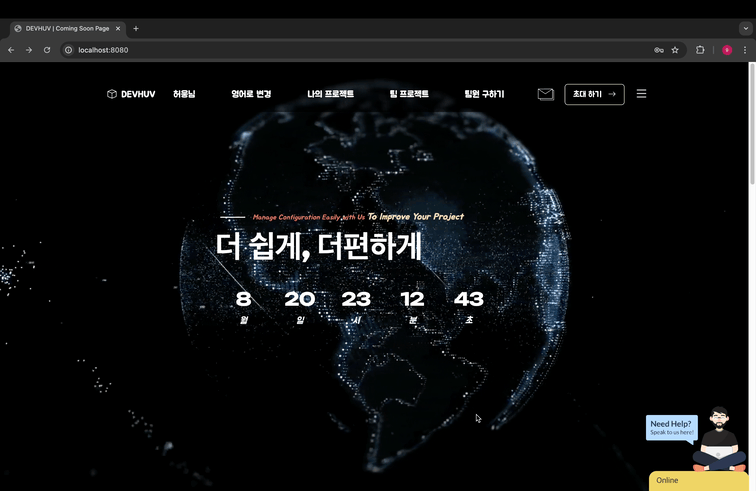 DEVHUV | Coming Soon Page
localhost:8080
DEVHUV 허웅님 영어로 변경 나의 프로젝트 팀 프로젝트 팀원 구하기 초대 하기 →
Manage Configuration Easily with Us To Improve Your Project
더 쉽게, 더편하게
8 20 23 12 43
월 일 시 분 초
Need Help?
Speak to us here!
Online